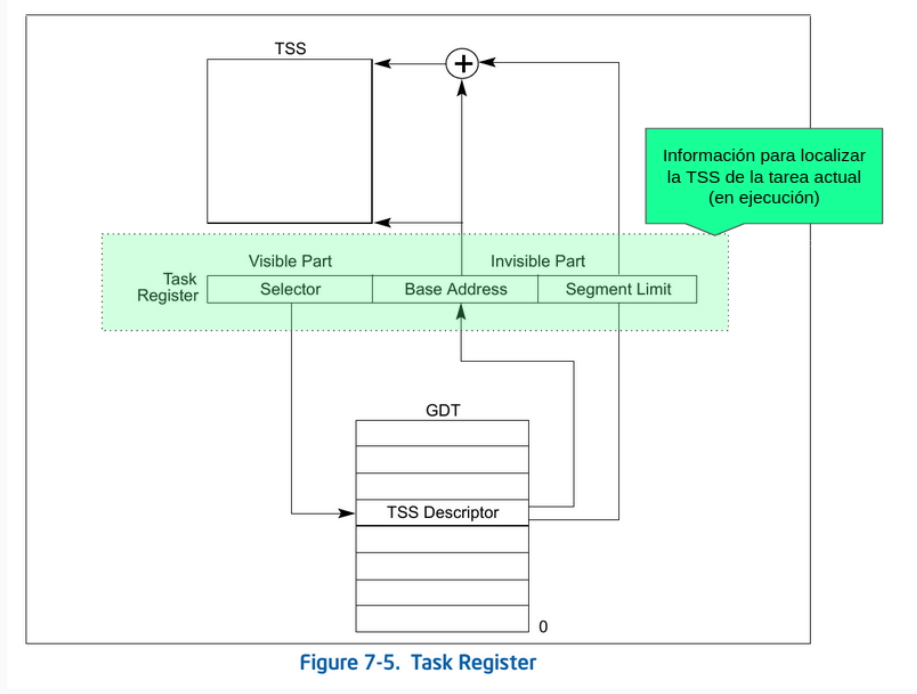 TSS
+
Información para localizar
la TSS de la tarea actual
(en ejecución)
Visible Part
Invisible Part
Task
Register
Selector
Base Address
Segment Limit
GDT
TSS Descriptor
0
Figure 7-5. Task Register